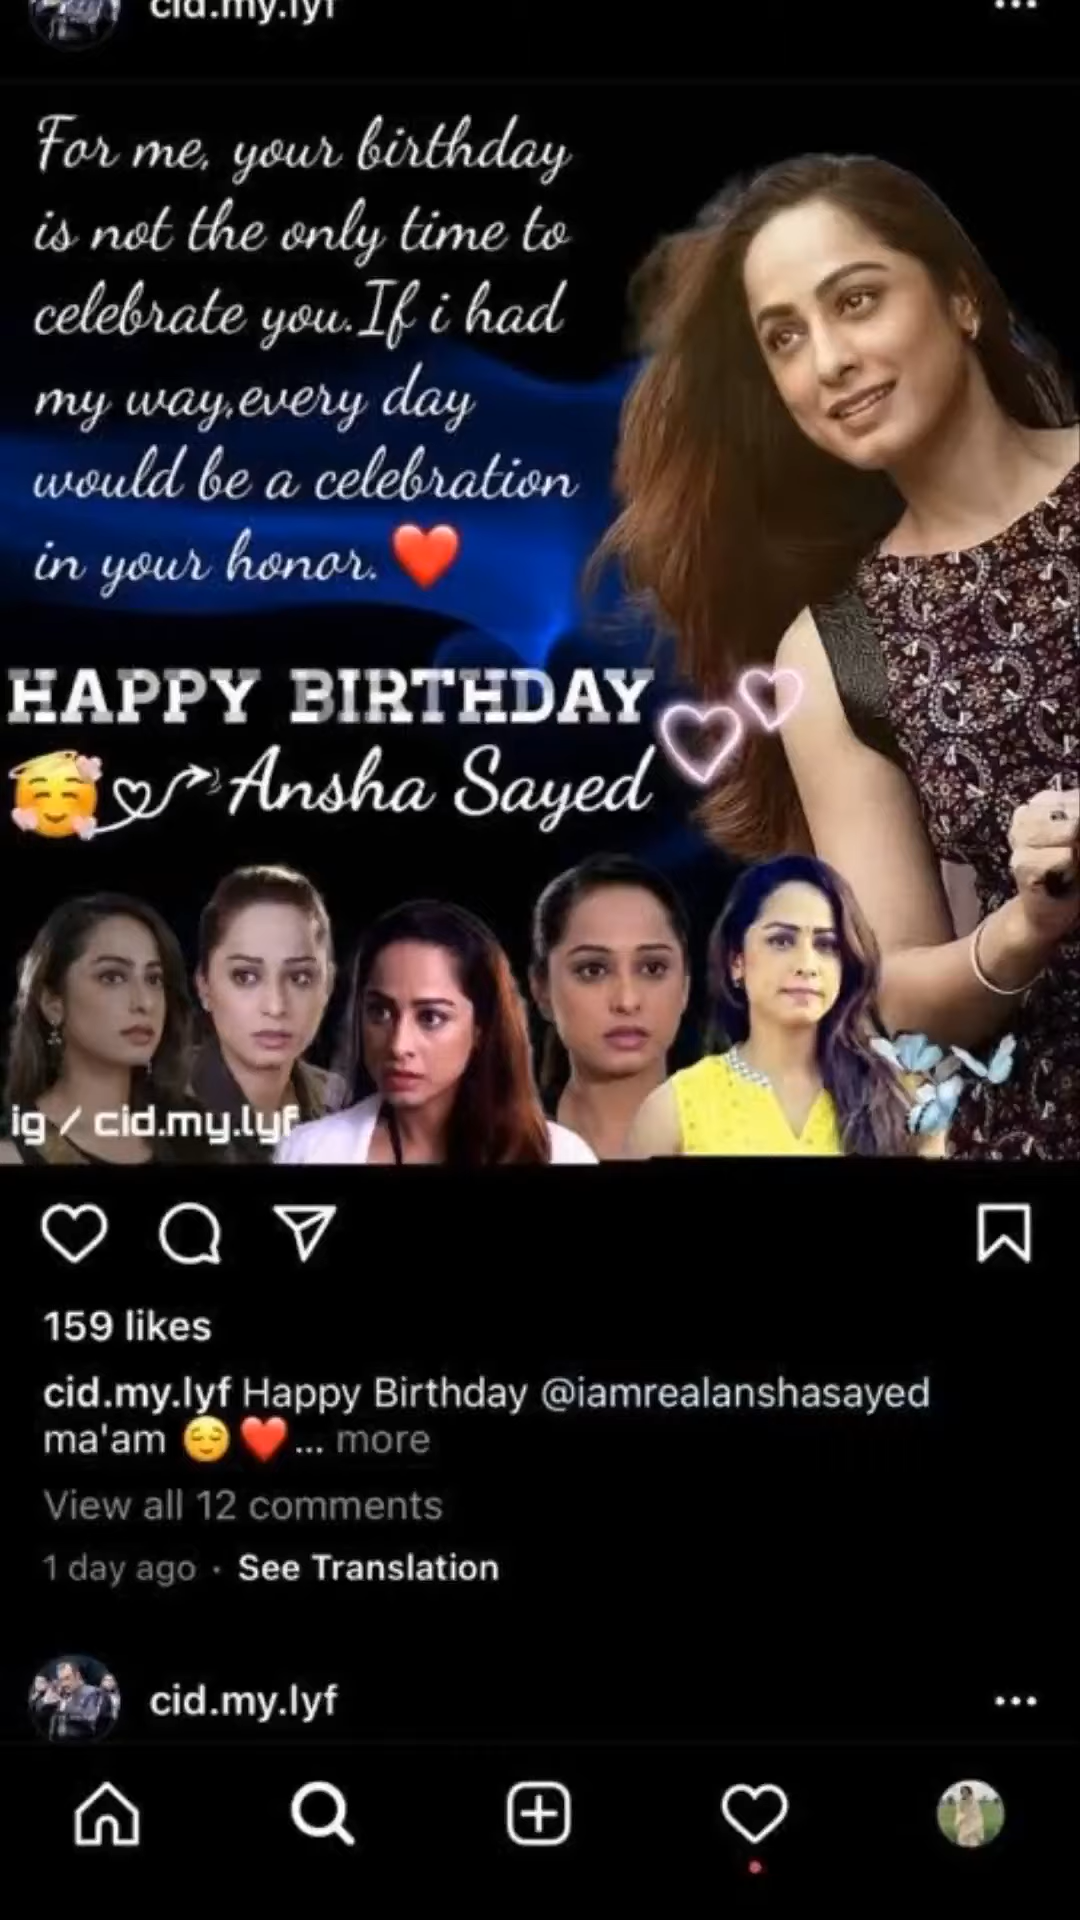 cid.my.lyf
For me, your birthday
is not the only time to
celebrate you.If i had
my way,every day
would be a celebration
in your honor. ❤️
HAPPY BIRTHDAY
🥰 Ansha Sayed
ig / cid.my.lyf
159 likes
cid.my.lyf Happy Birthday @iamrealanshasayed
ma'am 😌❤️... more
View all 12 comments
1 day ago · See Translation
cid.my.lyf